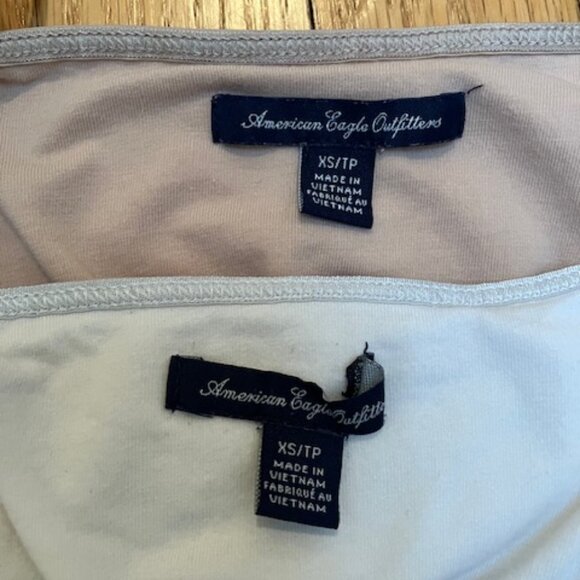 American Eagle Outfitters
XS/TP
MADE IN
VIETNAM
FABRIQUÉ AU
VIETNAM
American Eagle Outfitte
XS/TP
MADE IN
VIETNAM
FABRIQUÉ AU
VIETNAM